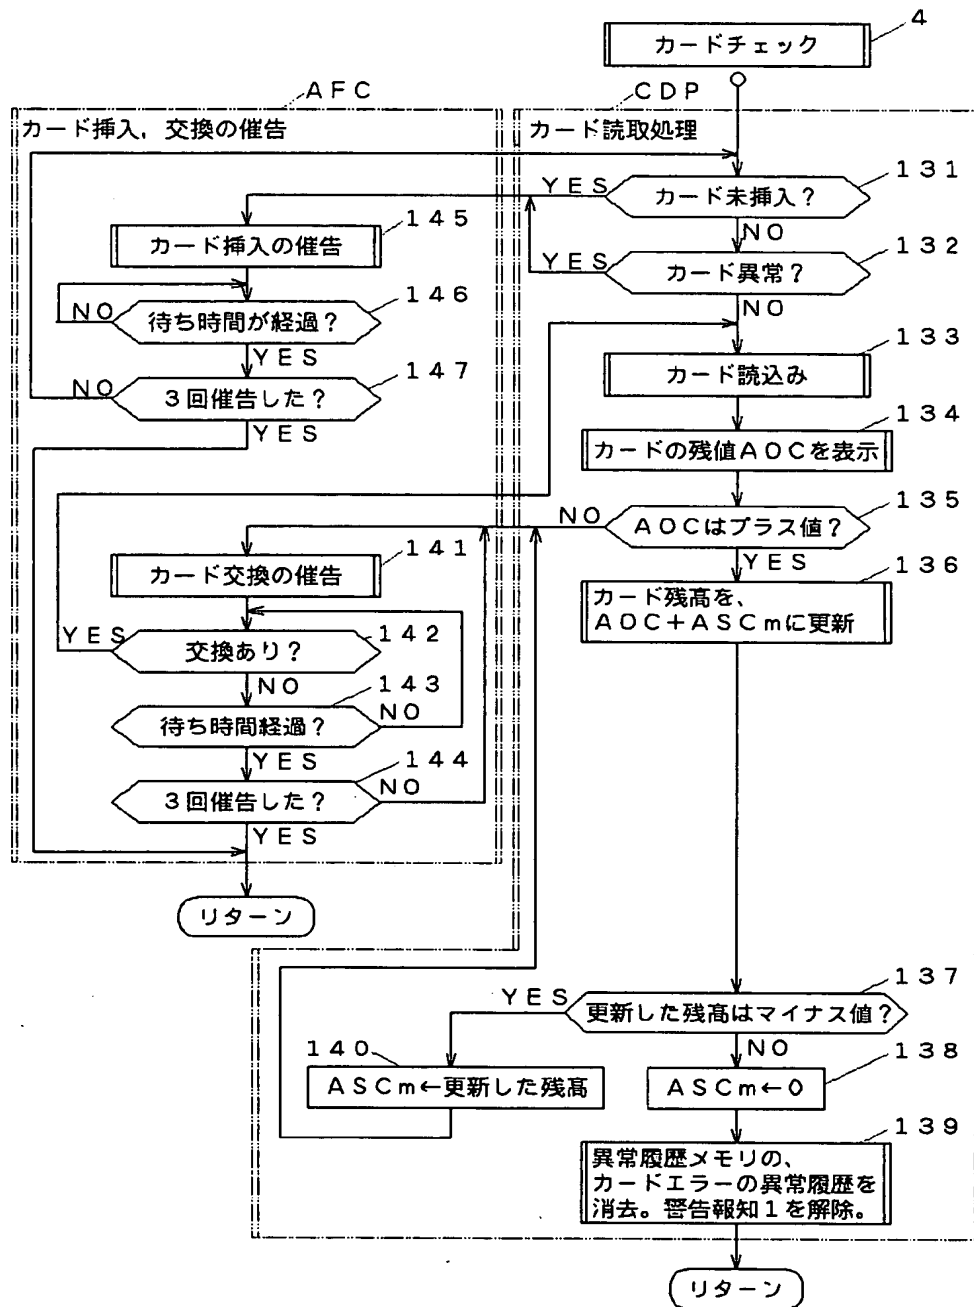 4
カードチェック
AFC
CDP
カード挿入,交換の催告
カード読取処理
131
YES
カード未挿入?
145
NO
カード挿入の催告
132
YES
カード異常?
146
NO
NO
待ち時間が経過?
133
YES
147
カード読込み
NO
3回催告した?
134
YES
カードの残値AOCを表示
135
NO
AOCはプラス値?
141
YES
136
カード交換の催告
カード残高を、
AOC+ASCmに更新
YES
142
交換あり?
NO
143
待ち時間経過?
NO
YES
144
3回催告した?
NO
YES
リターン
137
YES
更新した残高はマイナス値?
140
NO
138
ASCm←更新した残高
ASCm←0
139
異常履歴メモリの、
カードエラーの異常履歴を
消去。警告報知1を解除。
リターン